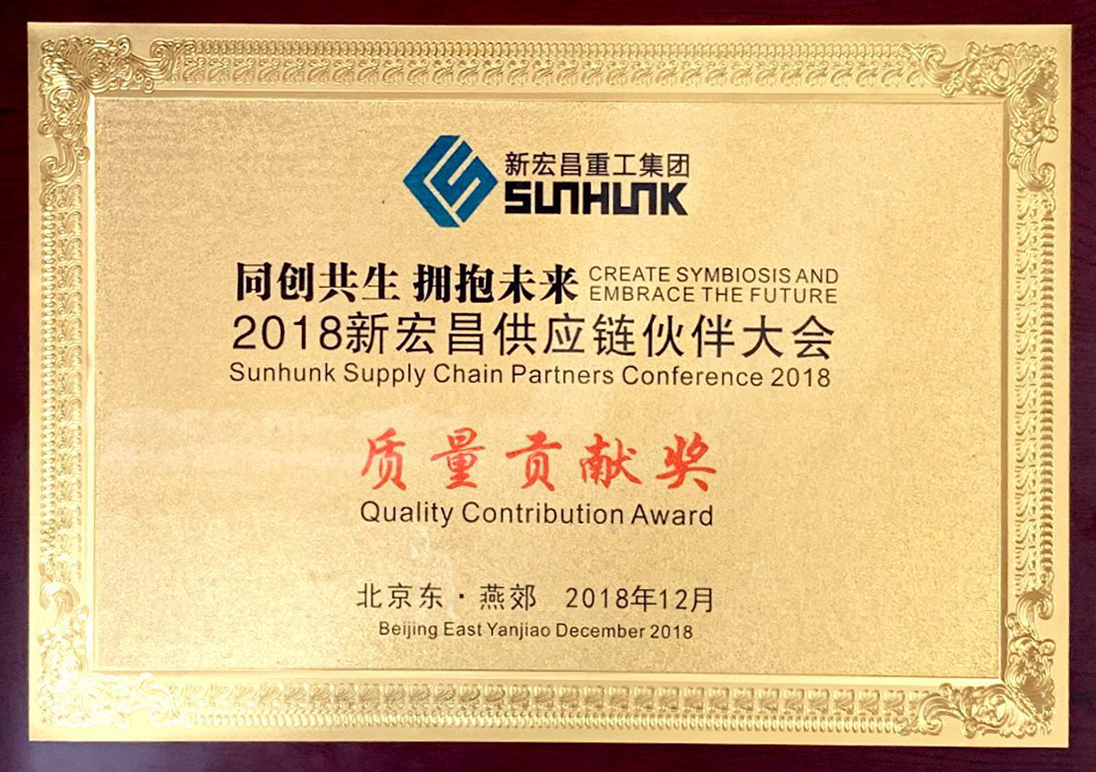 新宏昌重工集团
SUNHUNK
同创共生 拥抱未来
CREATE SYMBIOSIS AND
EMBRACE THE FUTURE
2018新宏昌供应链伙伴大会
Sunhunk Supply Chain Partners Conference 2018
质量贡献奖
Quality Contribution Award
北京东·燕郊 2018年12月
Beijing East Yanjiao December 2018